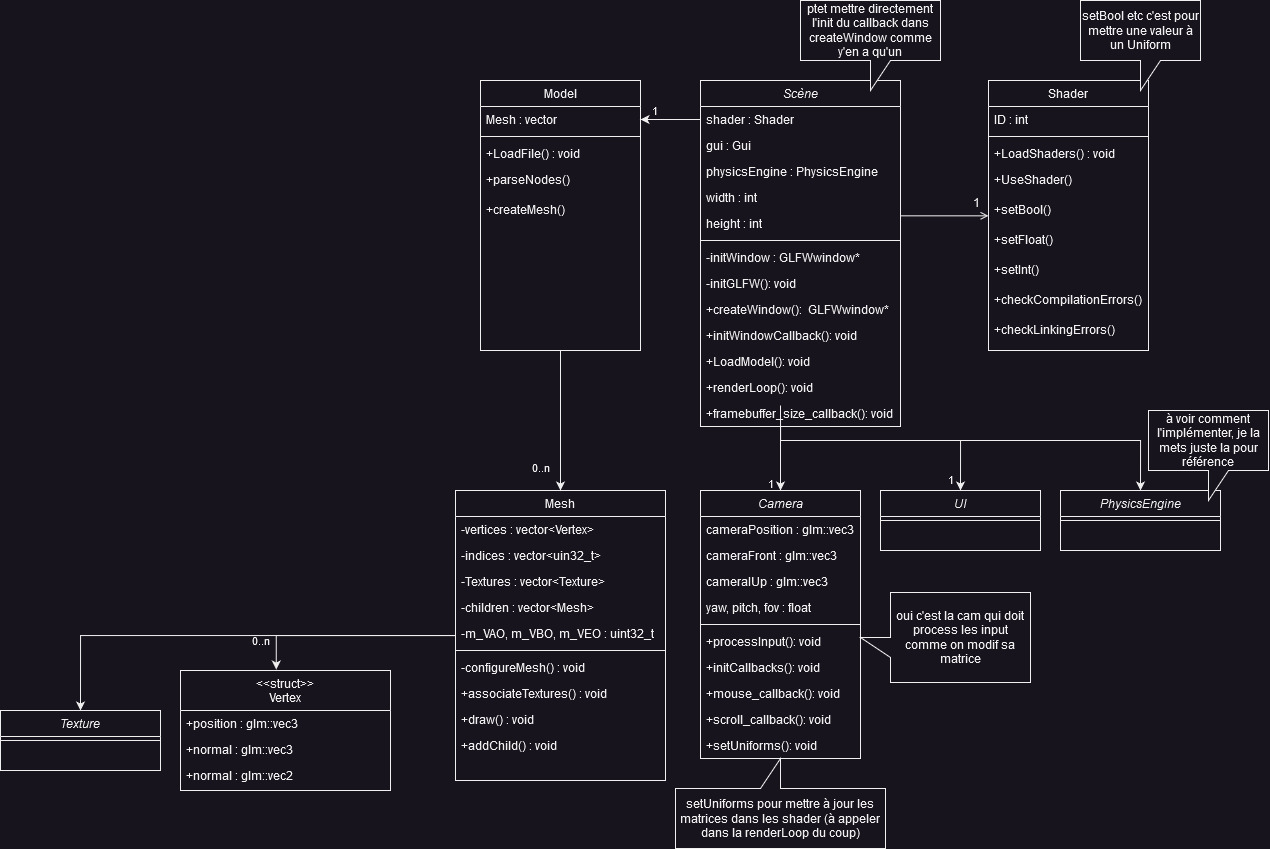 ptet mettre directement
l'init du callback dans
createWindow comme
y'en a qu'un
setBool etc c'est pour
mettre une valeur à
un Uniform
Model
Mesh : vector
+LoadFile() : void
+parseNodes()
+createMesh()
1
Scène
shader : Shader
gui : Gui
physicsEngine : PhysicsEngine
width : int
height : int
-initWindow : GLFWwindow*
-initGLFW(): void
+createWindow(): GLFWwindow*
+initWindowCallback(): void
+LoadModel(): void
+renderLoop(): void
+framebuffer_size_callback(): void
1
Shader
ID : int
+LoadShaders() : void
+UseShader()
+setBool()
+setFloat()
+setInt()
+checkCompilationErrors()
+checkLinkingErrors()
à voir comment
l'implémenter, je la
mets juste la pour
référence
0..n
Mesh
-vertices : vector<Vertex>
-indices : vector<uin32_t>
-Textures : vector<Texture>
-children : vector<Mesh>
-m_VAO, m_VBO, m_VEO : uint32_t
-configureMesh() : void
+associateTextures() : void
+draw() : void
+addChild() : void
1
Camera
cameraPosition : glm::vec3
cameraFront : glm::vec3
cameralUp : glm::vec3
yaw, pitch, fov : float
+processInput(): void
+initCallbacks(): void
+mouse_callback(): void
+scroll_callback(): void
+setUniforms(): void
1
UI
PhysicsEngine
oui c'est la cam qui doit
process les input
comme on modif sa
matrice
0..n
Texture
<<struct>>
Vertex
+position : glm::vec3
+normal : glm::vec3
+normal : glm::vec2
setUniforms pour mettre à jour les
matrices dans les shader (à appeler
dans la renderLoop du coup)